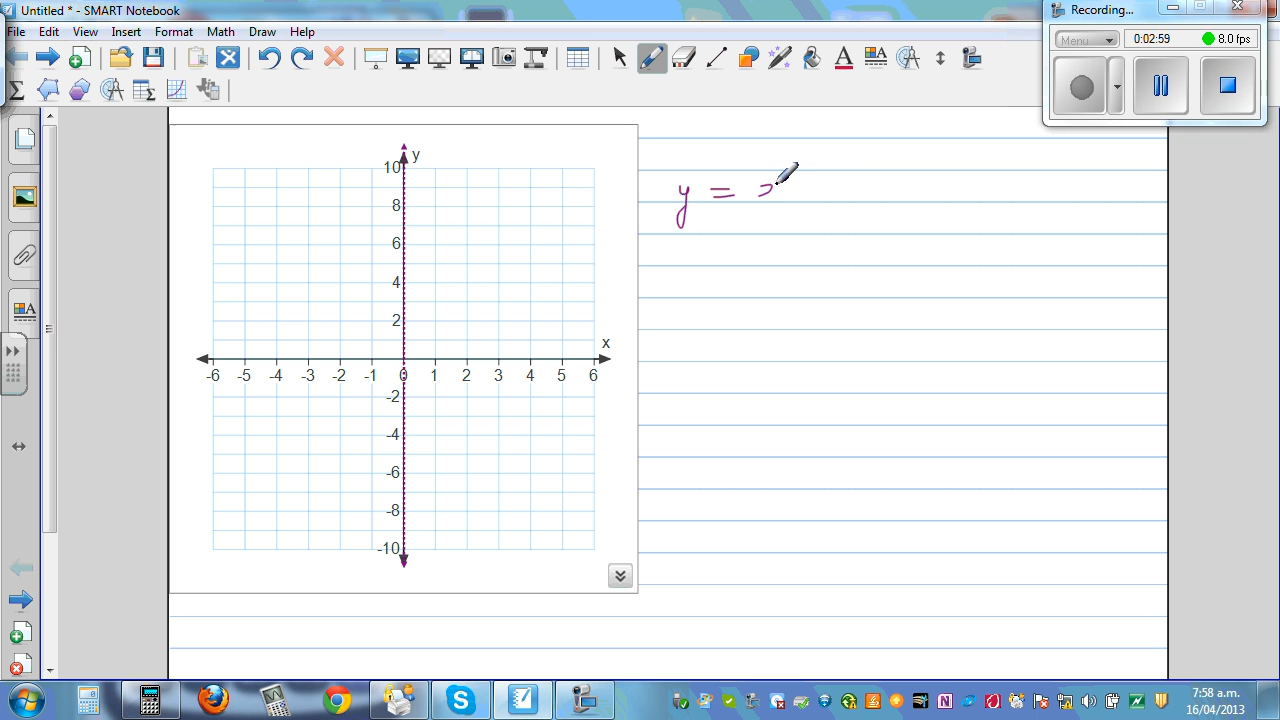 Untitled * - SMART Notebook
Recording...
File Edit View Insert Format Math Draw Help
Menu 0:02:59 8.0 fps
y
10
8
6
4
2
x
-6 -5 -4 -3 -2 -1 0 1 2 3 4 5 6
-2
-4
-6
-8
-10
y =
7:58 a.m.
16/04/2013